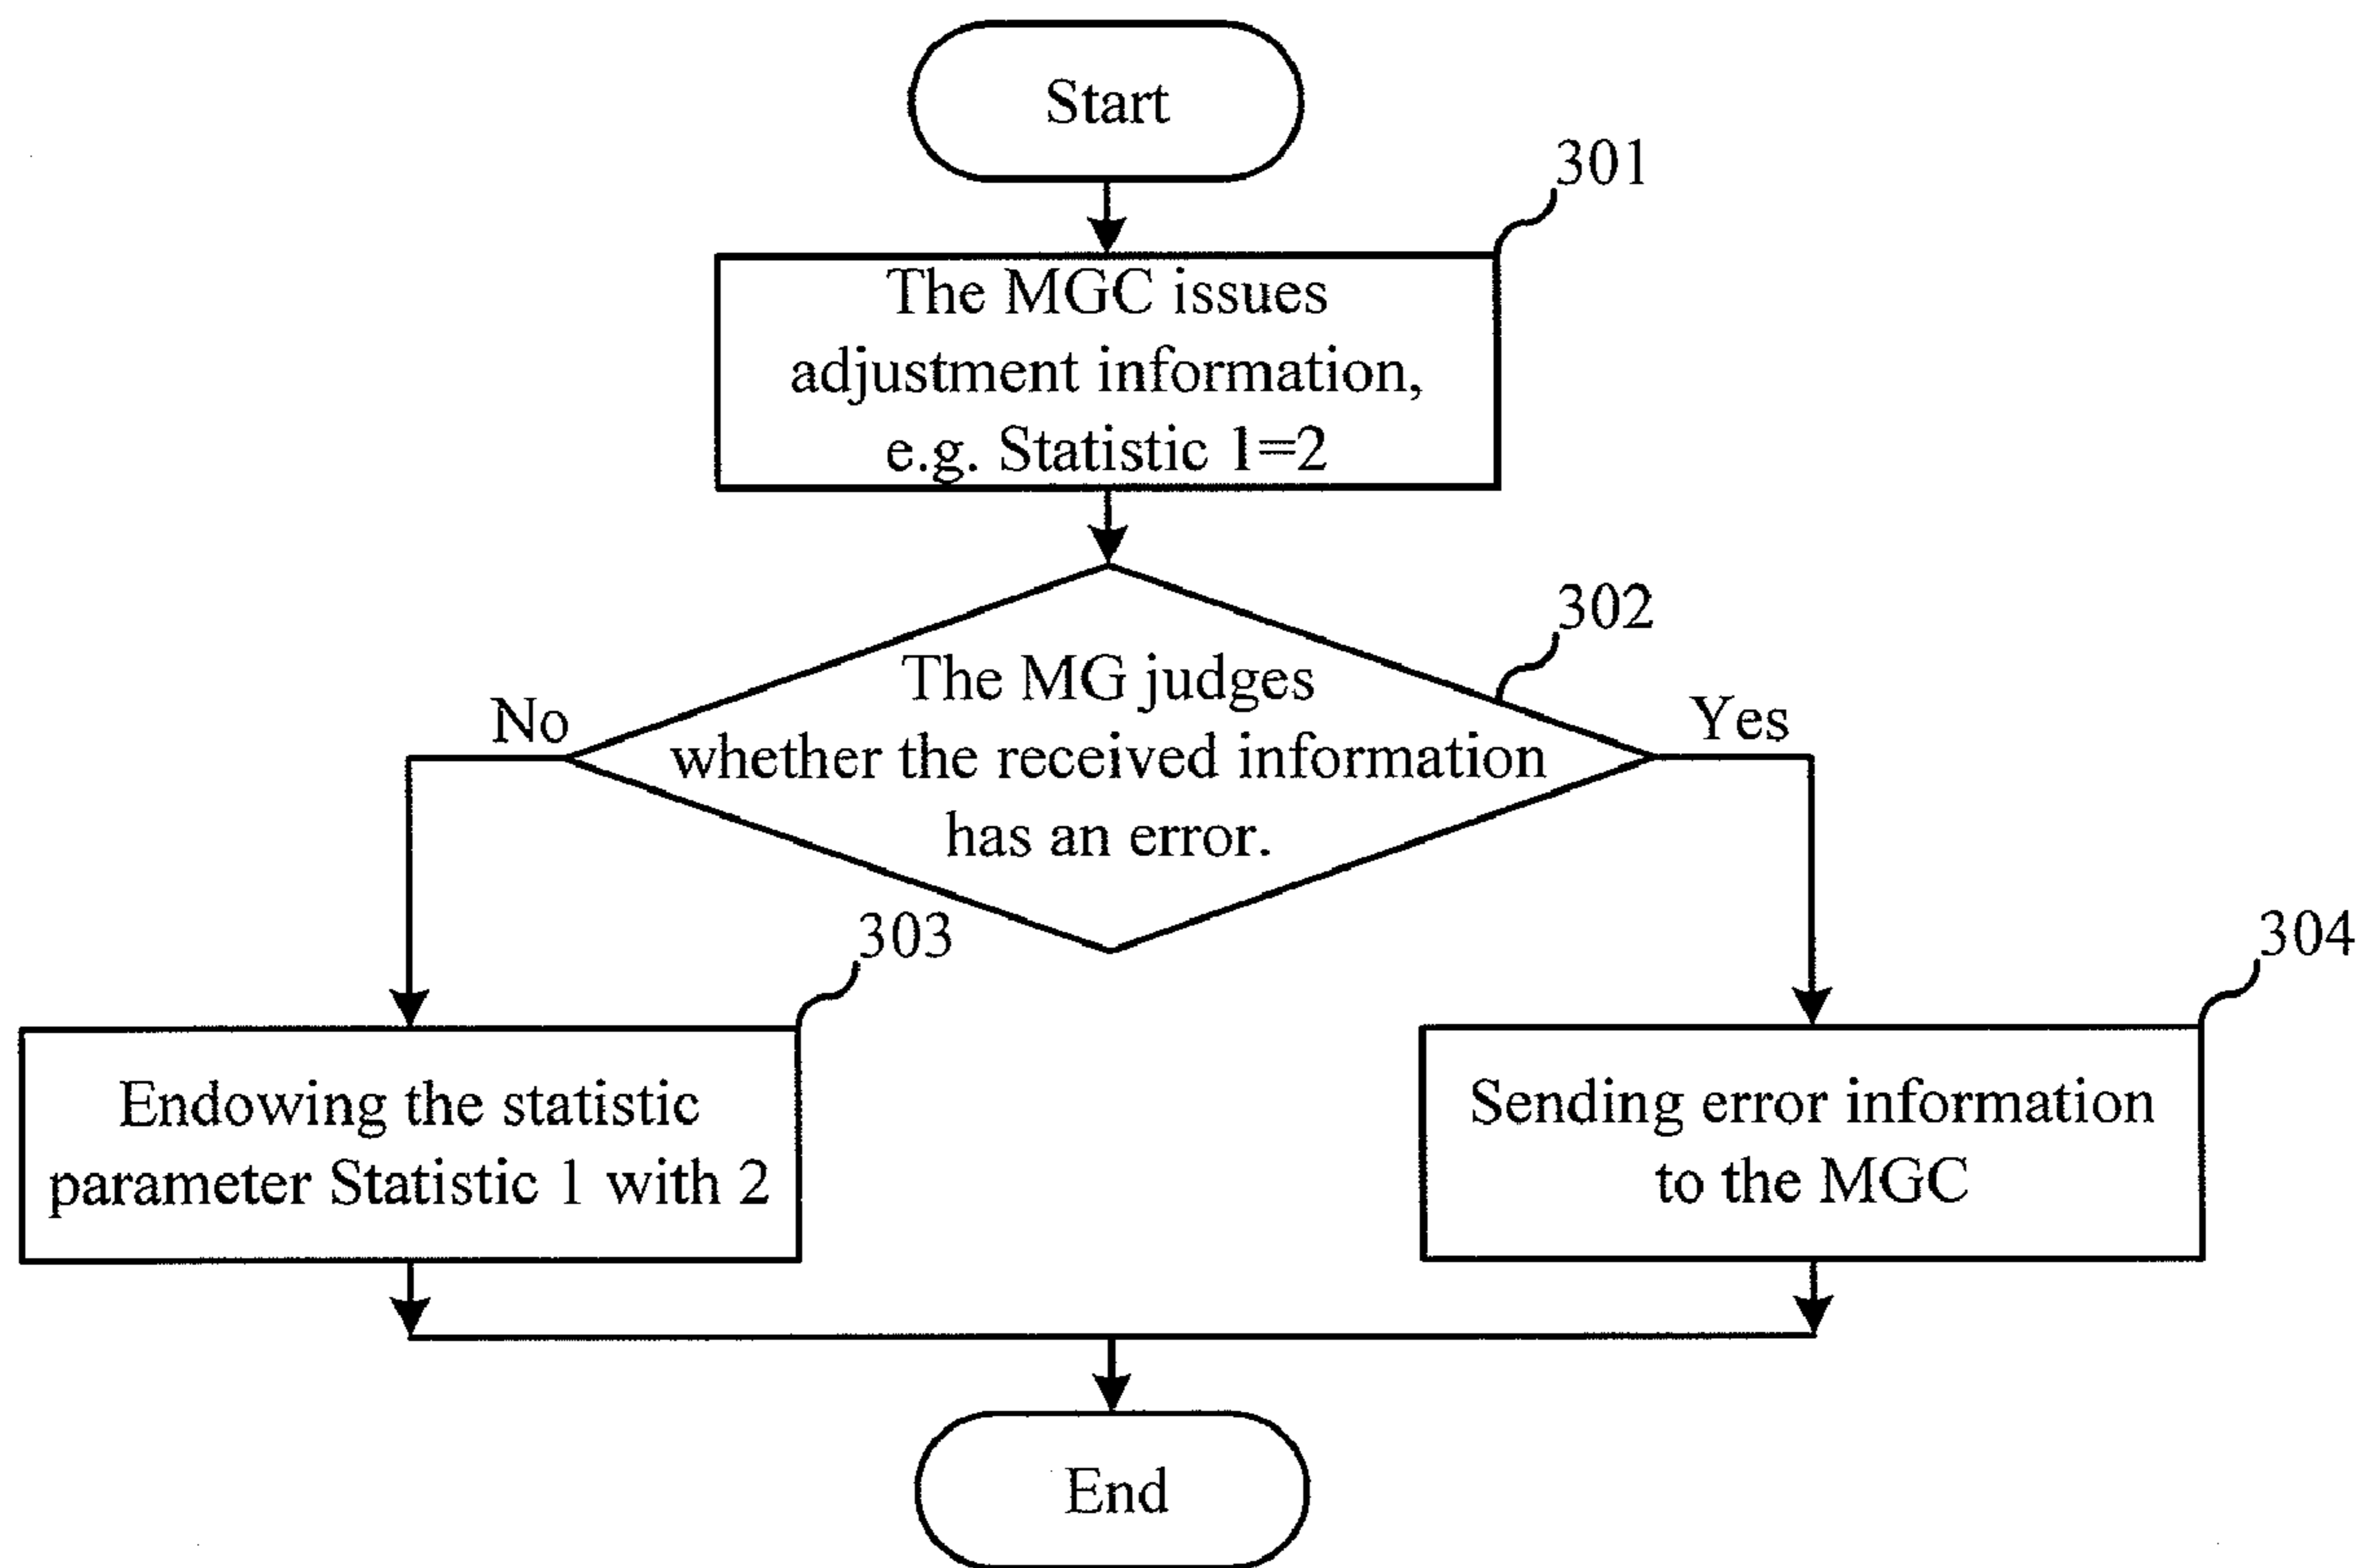 Start
301
The MGC issues
adjustment information,
e.g. Statistic 1=2
302
The MG judges
whether the received information
has an error.
No
Yes
303
Endowing the statistic
parameter Statistic 1 with 2
304
Sending error information
to the MGC
End